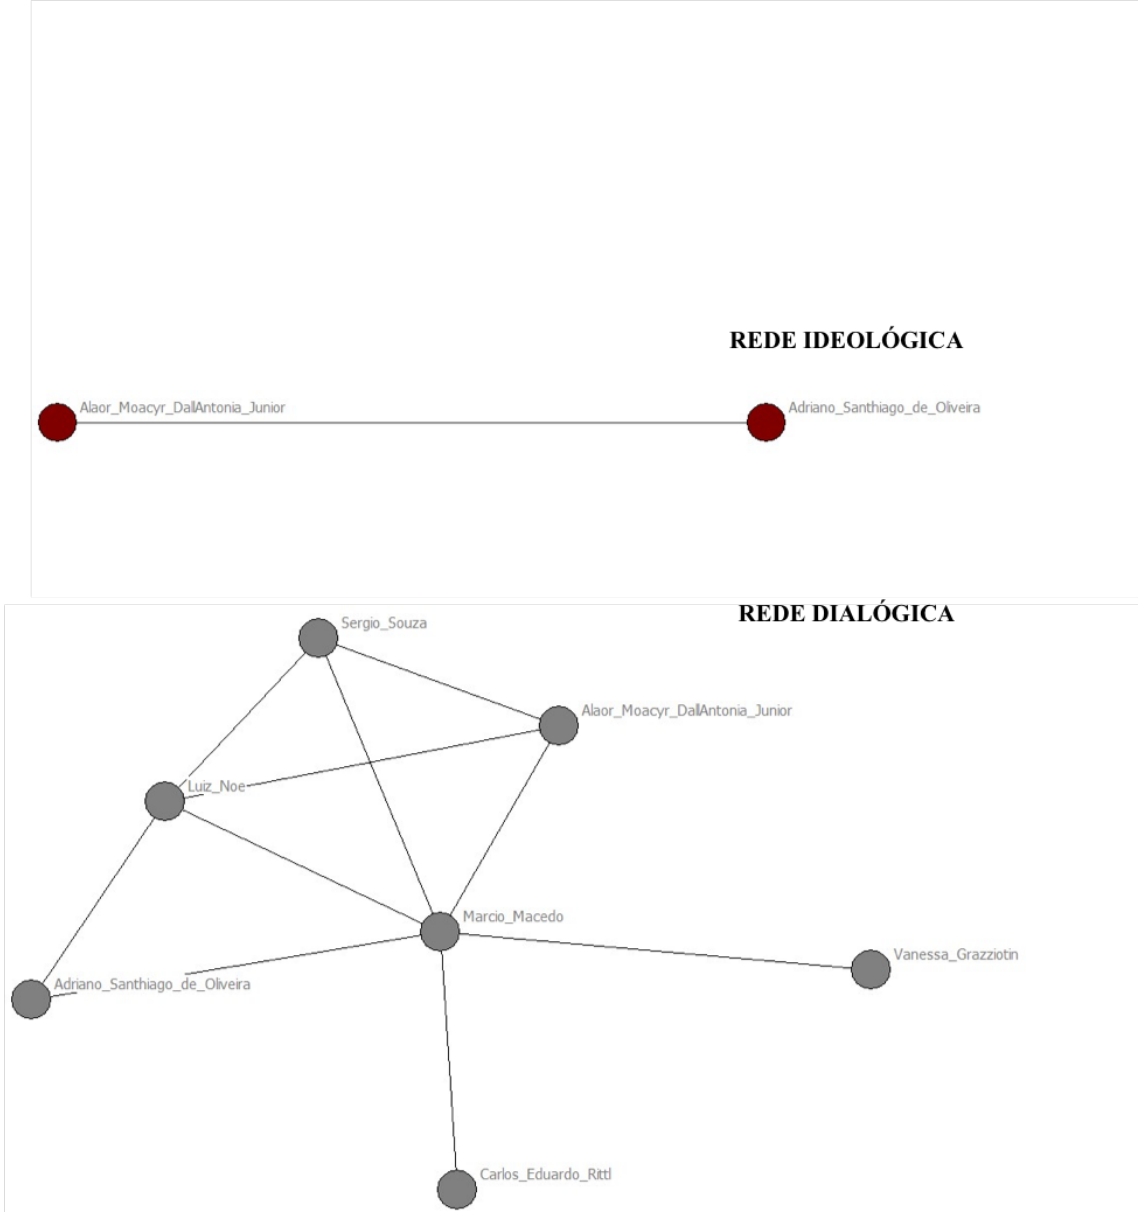 REDE IDEOLÓGICA
Alaor_Moacyr_DallAntonia_Junior
Adriano_Santhiago_de_Oliveira
REDE DIALÓGICA
Sergio_Souza
Alaor_Moacyr_DallAntonia_Junior
Luiz_Noe
Marcio_Macedo
Vanessa_Grazziotin
Adriano_Santhiago_de_Oliveira
Carlos_Eduardo_Rittl